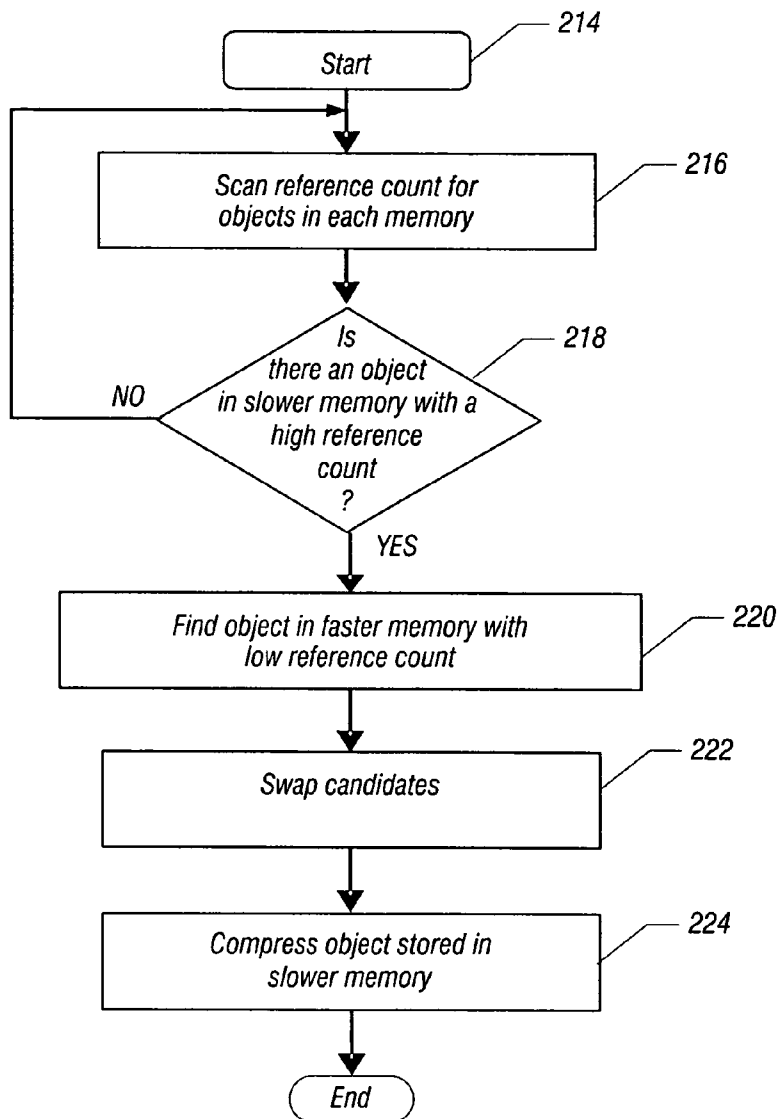 214
Start
216
Scan reference count for
objects in each memory
218
Is
there an object
in slower memory with a
high reference
count
?
NO
YES
220
Find object in faster memory with
low reference count
222
Swap candidates
224
Compress object stored in
slower memory
End